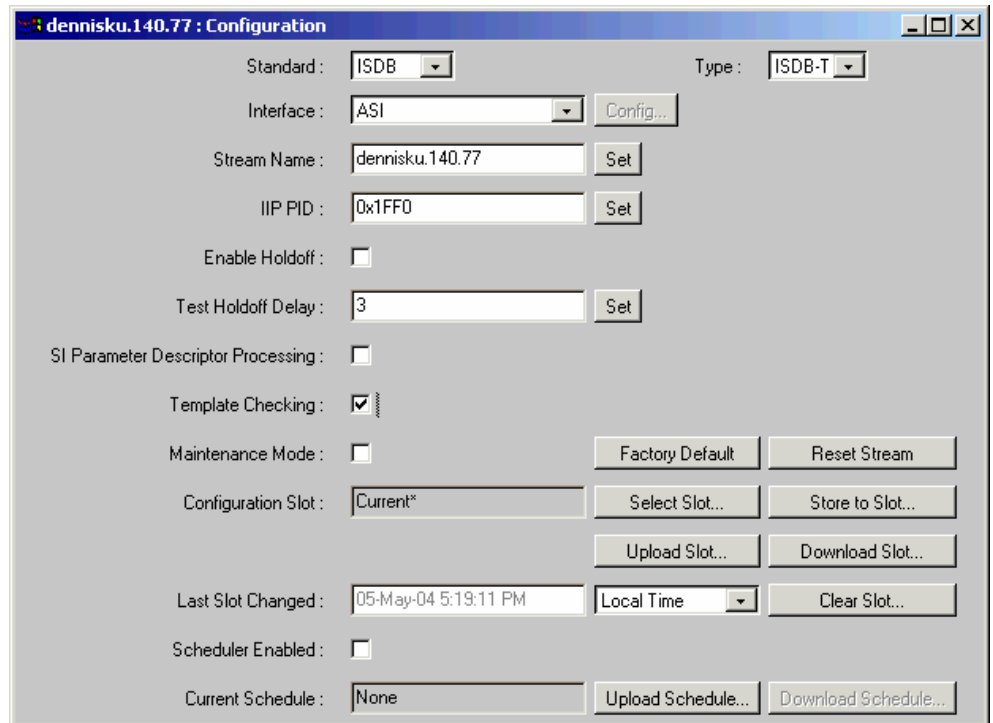 dennisku.140.77 : Configuration
Standard : ISDB Type : ISDB-T
Interface : ASI Config...
Stream Name : dennisku.140.77 Set
IIP PID : 0x1FF0 Set
Enable Holdoff :
Test Holdoff Delay : 3 Set
SI Parameter Descriptor Processing :
Template Checking :
Maintenance Mode : Factory Default Reset Stream
Configuration Slot : Current* Select Slot... Store to Slot...
Upload Slot... Download Slot...
Last Slot Changed : 05-May-04 5:19:11 PM Local Time Clear Slot...
Scheduler Enabled :
Current Schedule : None Upload Schedule... Download Schedule...